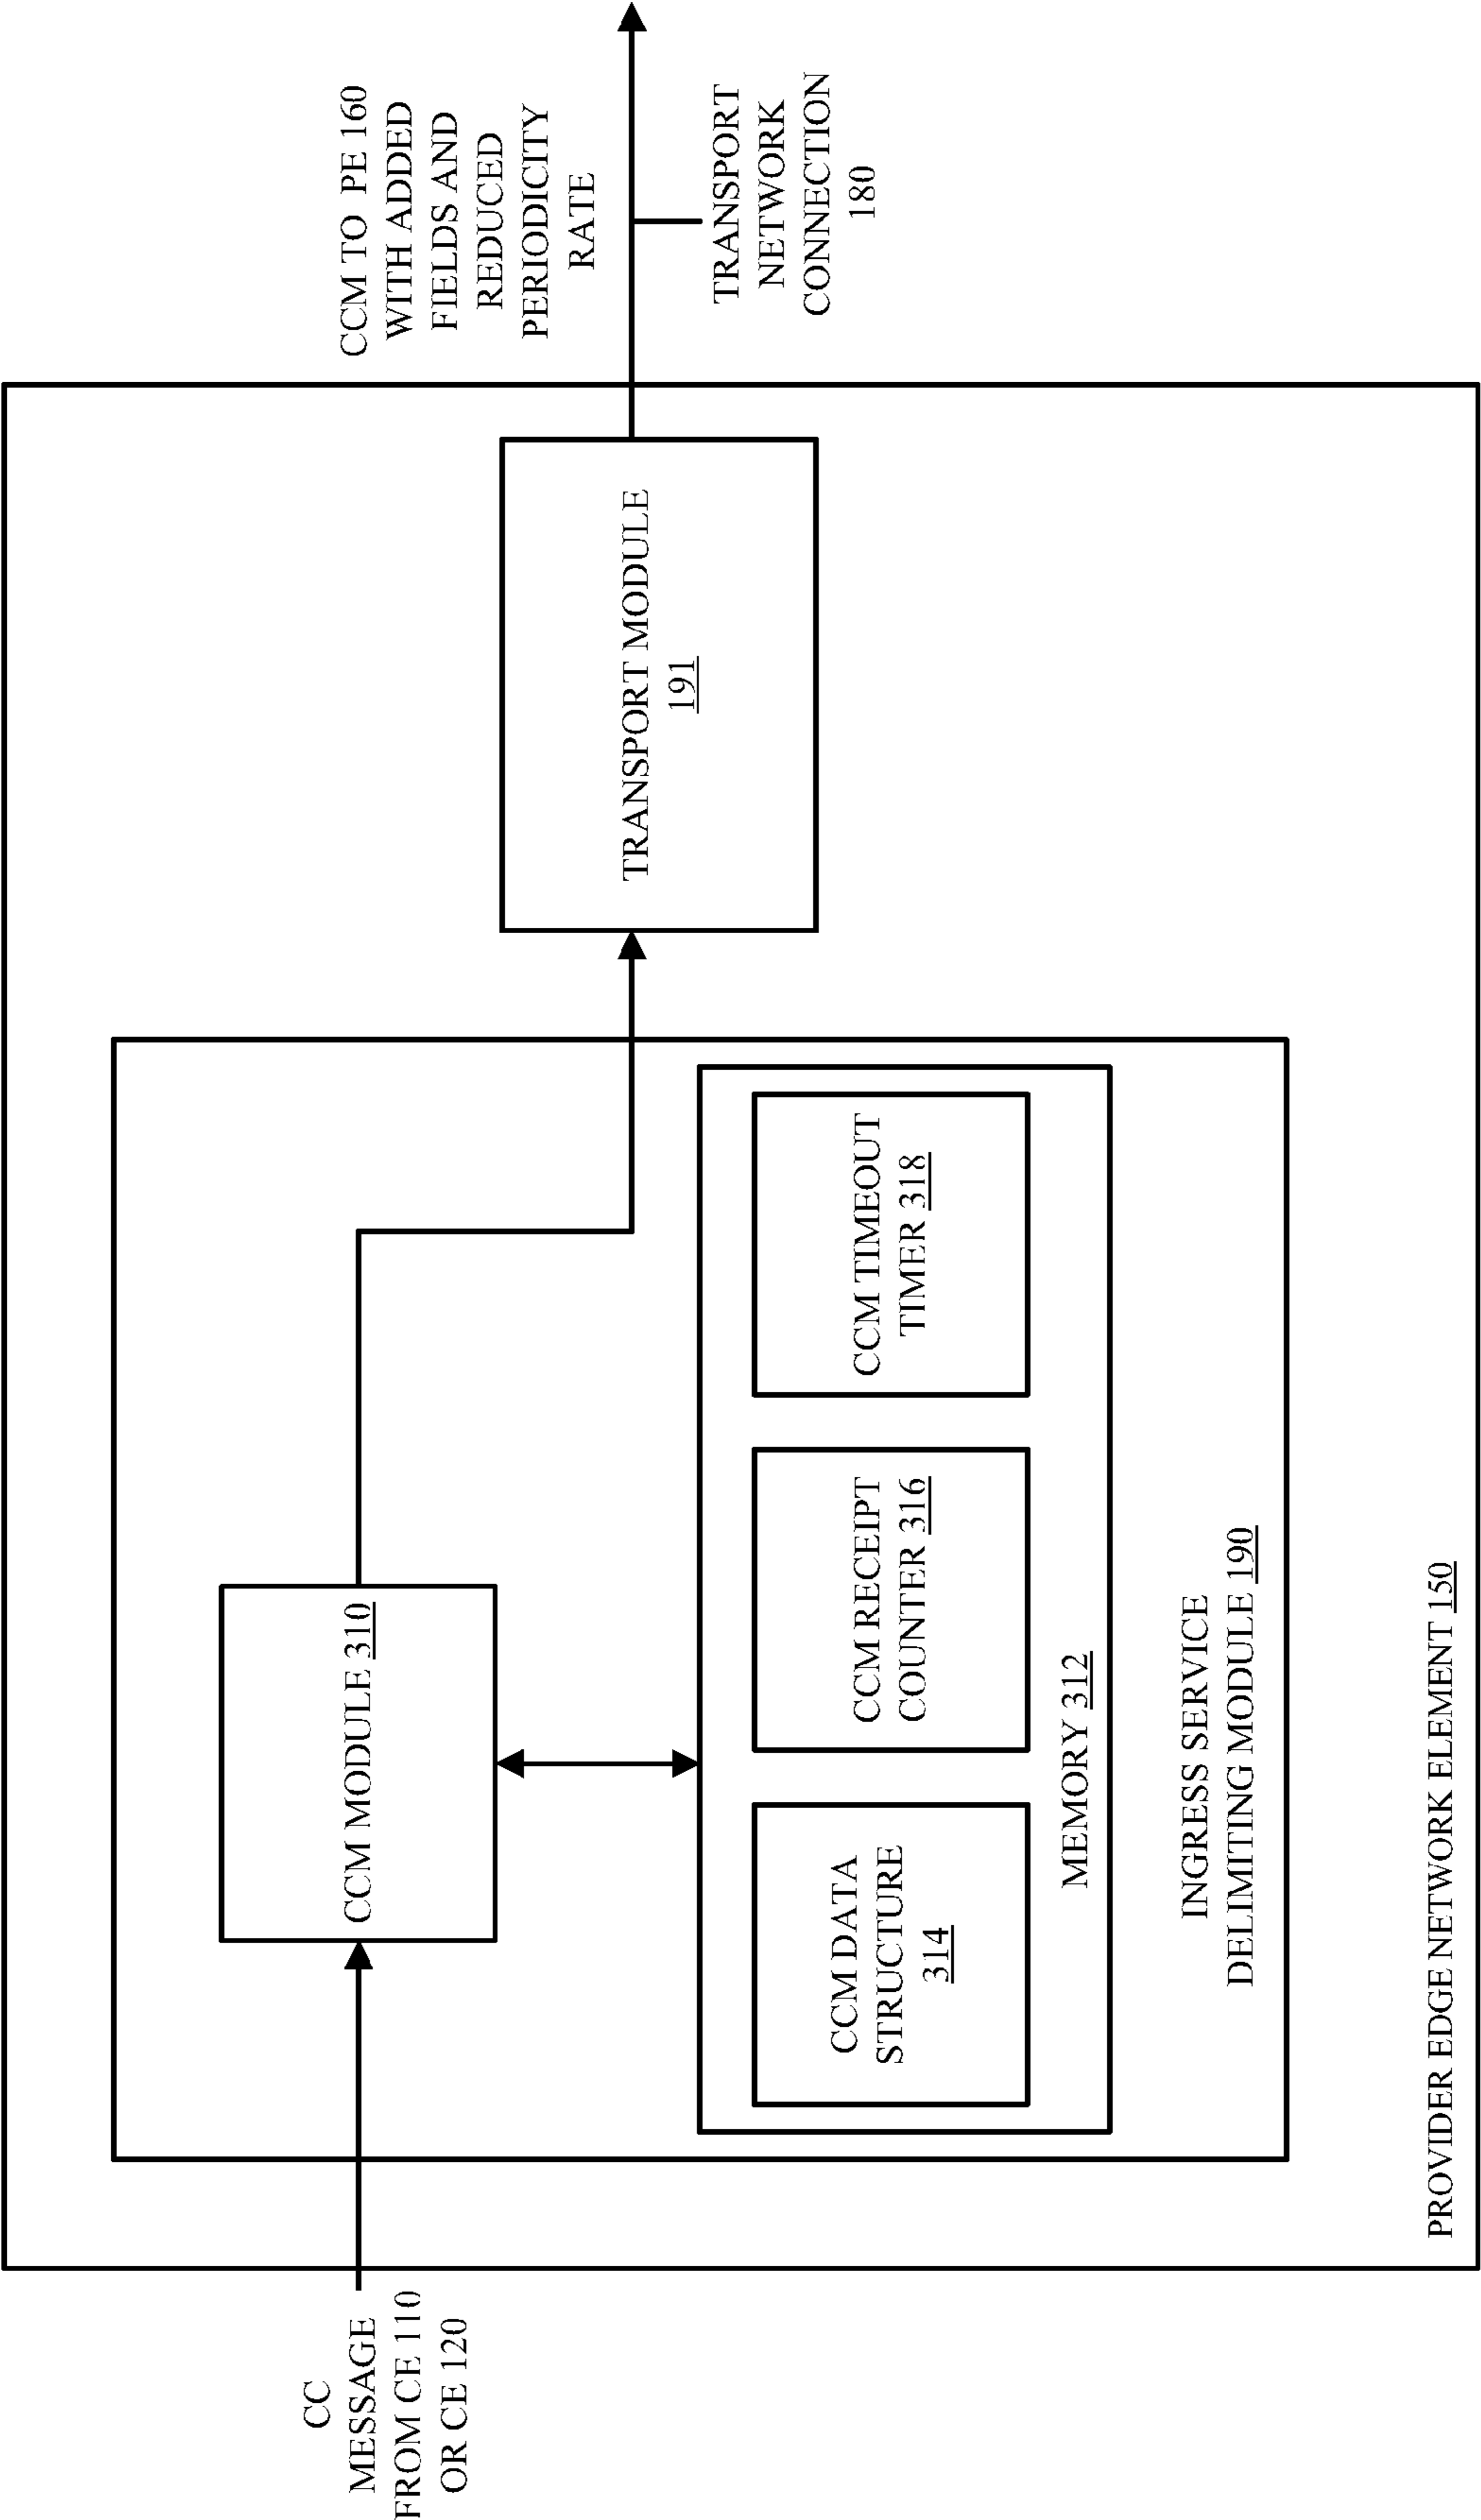 CC
MESSAGE
FROM CE 110
OR CE 120
CCM MODULE 310
CCM DATA
STRUCTURE
314
CCM RECEIPT
COUNTER 316
CCM TIMEOUT
TIMER 318
MEMORY 312
INGRESS SERVICE
DELIMITING MODULE 190
PROVIDER EDGE NETWORK ELEMENT 150
TRANSPORT MODULE
191
CCM TO PE 160
WITH ADDED
FIELDS AND
REDUCED
PERIODICITY
RATE
TRANSPORT
NETWORK
CONNECTION
180